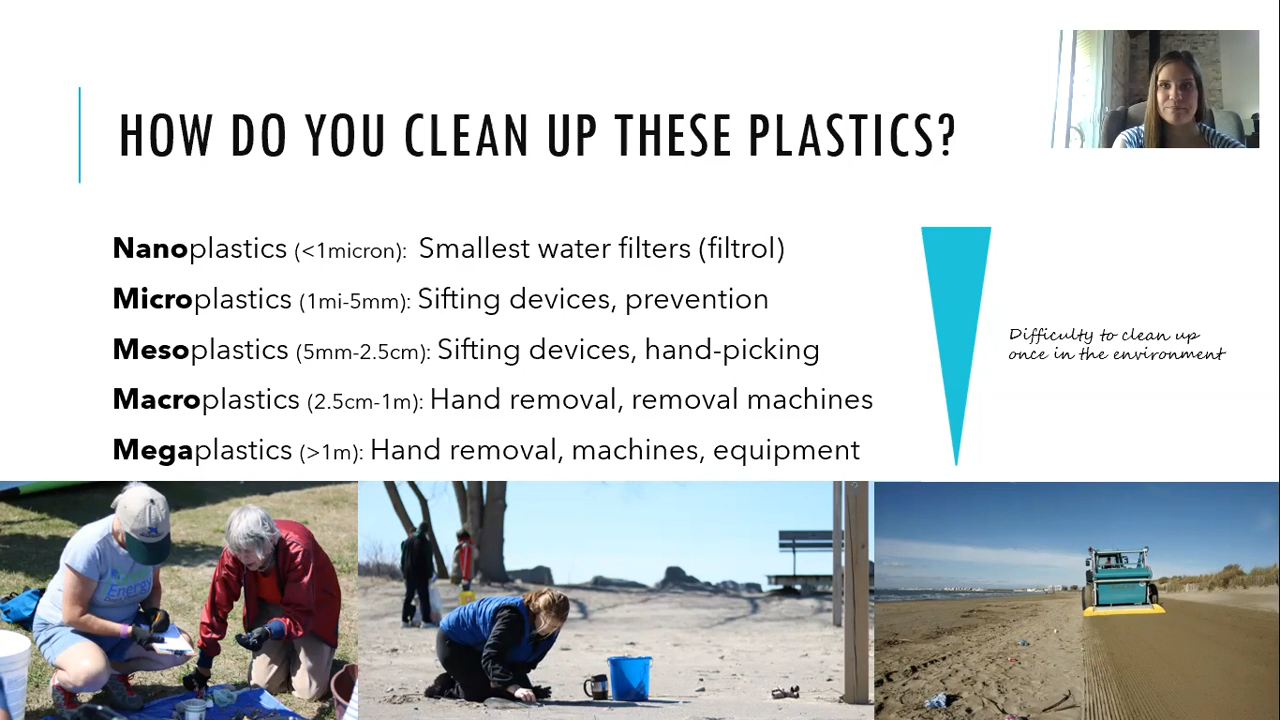 HOW DO YOU CLEAN UP THESE PLASTICS?
Nanoplastics (<1micron): Smallest water filters (filtrol)
Microplastics (1mi-5mm): Sifting devices, prevention
Mesoplastics (5mm-2.5cm): Sifting devices, hand-picking
Macroplastics (2.5cm-1m): Hand removal, removal machines
Megaplastics (>1m): Hand removal, machines, equipment
Difficulty to clean up
once in the environment
Energy